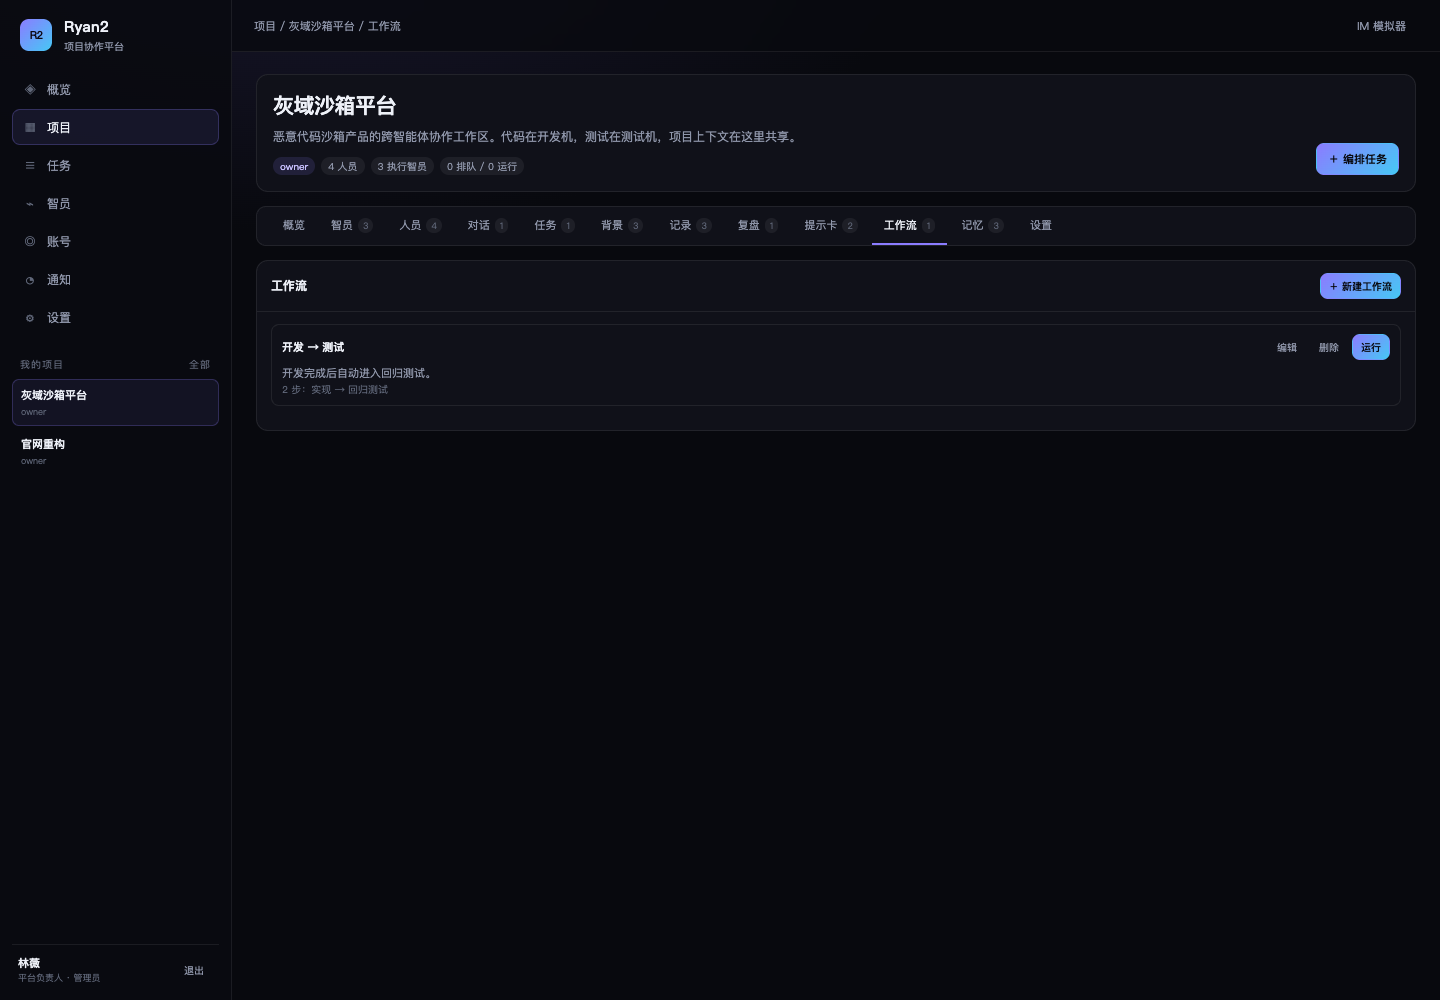 R2
Ryan2
项目协作平台
概览
项目
任务
智员
账号
通知
设置
我的项目 全部
灰域沙箱平台
owner
官网重构
owner
林薇
平台负责人 · 管理员
退出
项目 / 灰域沙箱平台 / 工作流
IM 模拟器
灰域沙箱平台
恶意代码沙箱产品的跨智能体协作工作区。代码在开发机，测试在测试机，项目上下文在这里共享。
owner 4 人员 3 执行智员 0 排队 / 0 运行
＋ 编排任务
概览 智员 3 人员 4 对话 1 任务 1 背景 3 记录 3 复盘 1 提示卡 2 工作流 1 记忆 3 设置
工作流
＋ 新建工作流
开发 → 测试
编辑 删除 运行
开发完成后自动进入回归测试。
2 步：实现 → 回归测试